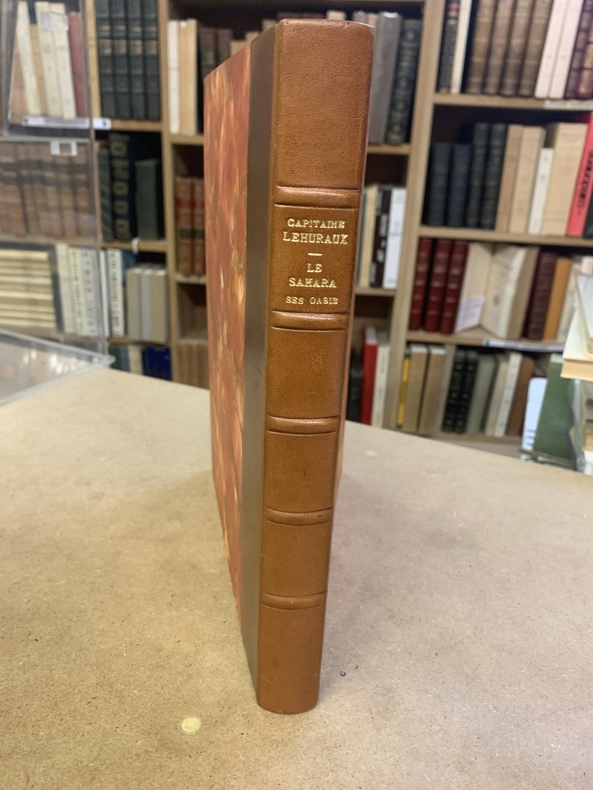 CAPITAINE
LEHURAUX
LE
SAHARA
SES OASIS